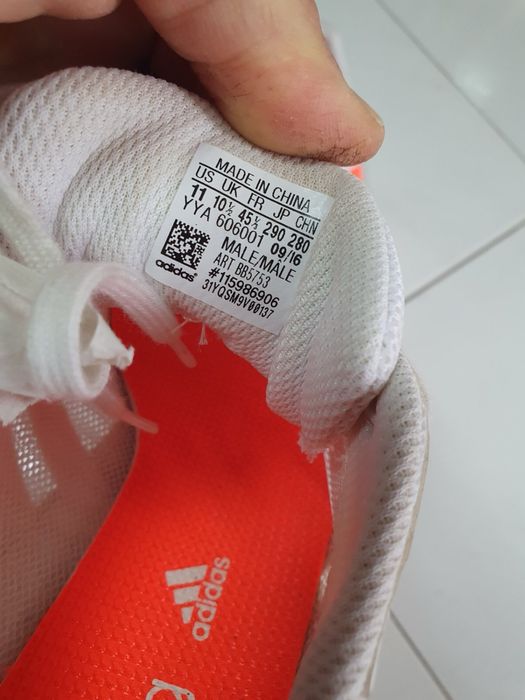 MADE IN CHINA
US UK FR JP CHN
11 10½ 45⅓ 290 280
YYA 606001 09/16
MALE/MALE
ART BB5753
#115986906
31YQSM9V00137
adidas
adidas